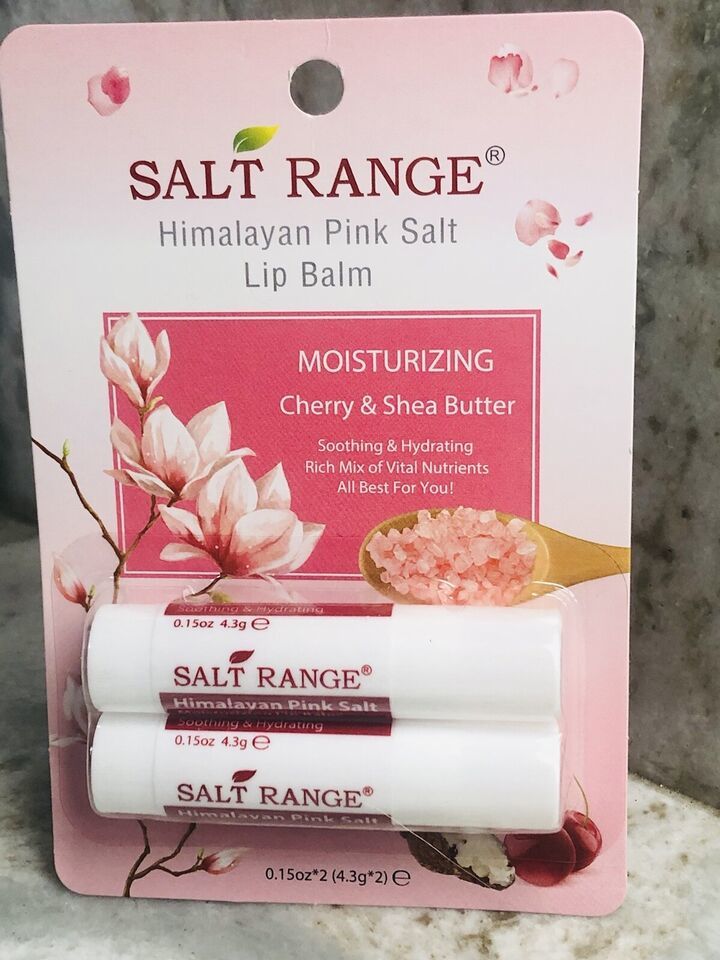 SALT RANGE®
Himalayan Pink Salt
Lip Balm
MOISTURIZING
Cherry & Shea Butter
Soothing & Hydrating
Rich Mix of Vital Nutrients
All Best For You!
Soothing & Hydrating
0.15oz 4.3g ℮
SALT RANGE®
Himalayan Pink Salt
Soothing & Hydrating
0.15oz 4.3g ℮
SALT RANGE®
Himalayan Pink Salt
0.15oz*2 (4.3g*2) ℮